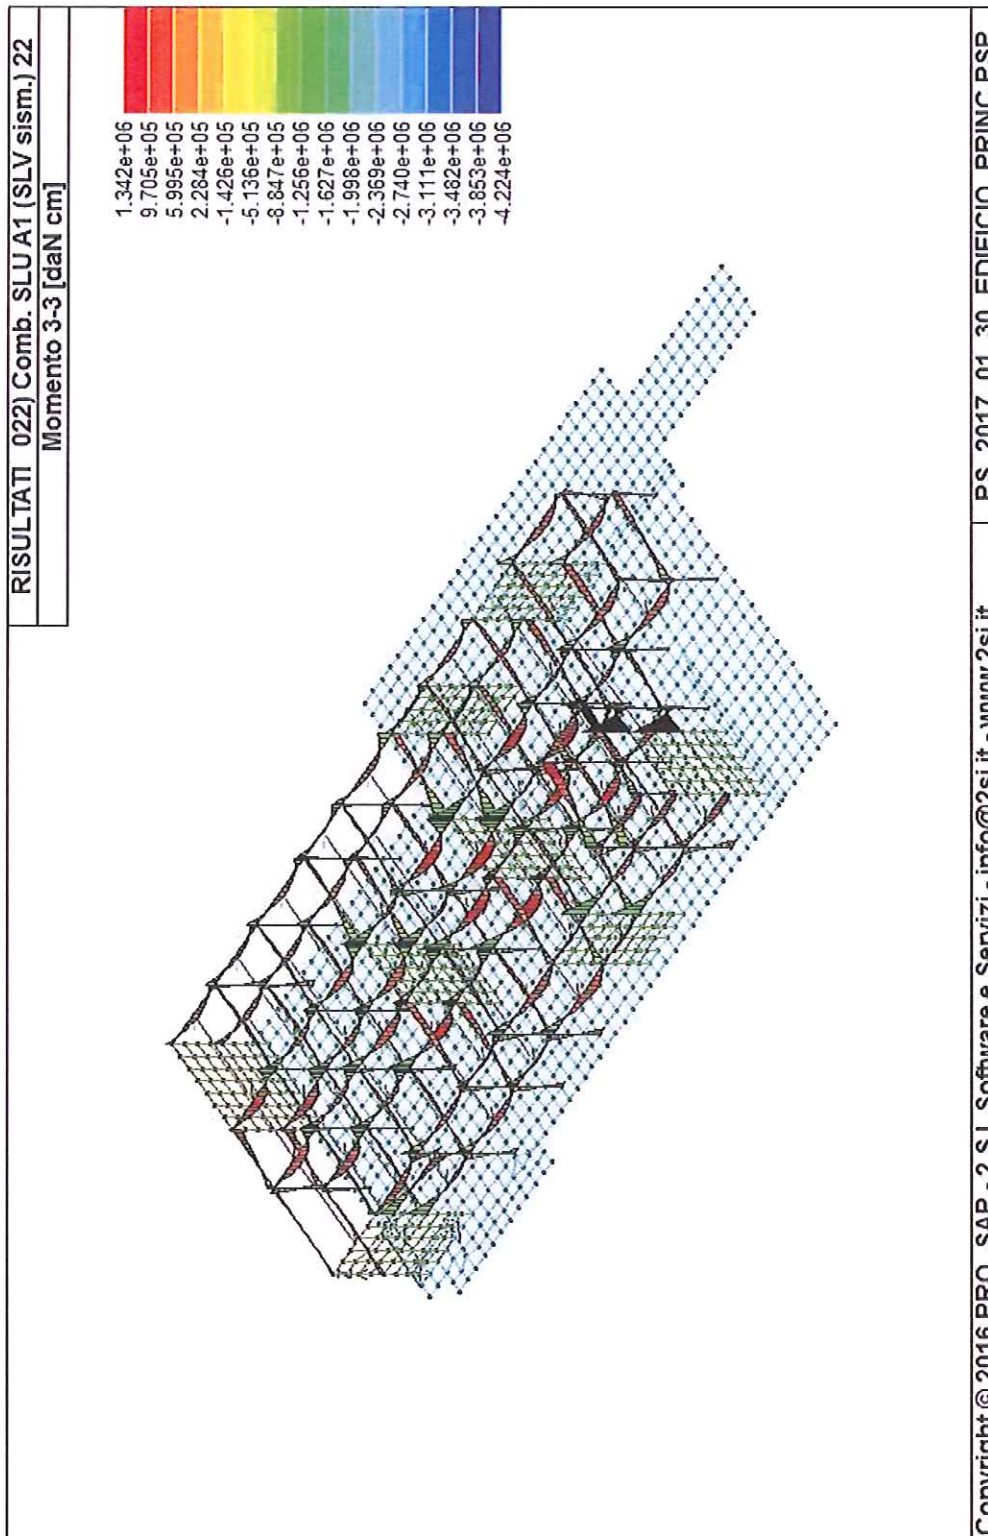 RISULTATI 022) Comb. SLU A1 (SLV sism.) 22
Momento 3-3 [daN cm]
1.342e+06
9.705e+05
5.995e+05
2.284e+05
-1.426e+05
-5.136e+05
-8.847e+05
-1.256e+06
-1.627e+06
-1.998e+06
-2.369e+06
-2.740e+06
-3.111e+06
-3.482e+06
-3.853e+06
-4.224e+06
Copyright © 2016 PRO_SAP - 2 S.I. Software e Servizi - info@2si.it - www.2si.it
PS_2017_01_30_EDIFICIO_PRINC.PSP